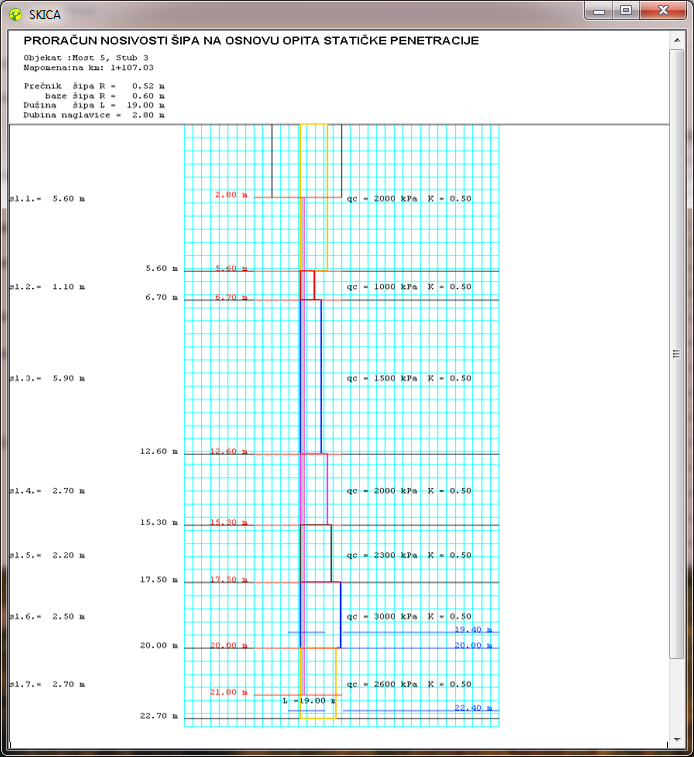 SKICA
PRORAČUN NOSIVOSTI ŠIPA NA OSNOVU OPITA STATIČKE PENETRACIJE
Objekat :Most 5, Stub 3
Napomena:na km: 1+107.03
Prečnik šipa R = 0.52 m
baze šipa R = 0.60 m
Dužina šipa L = 19.00 m
Dubina naglavice = 2.80 m
2.80 m
sl.1.= 5.60 m qc = 2000 kPa K = 0.50
5.60 m 5.60 m
sl.2.= 1.10 m qc = 1000 kPa K = 0.50
6.70 m 6.70 m
sl.3.= 5.90 m qc = 1500 kPa K = 0.50
12.60 m 12.60 m
sl.4.= 2.70 m qc = 2000 kPa K = 0.50
15.30 m 15.30 m
sl.5.= 2.20 m qc = 2300 kPa K = 0.50
17.50 m 17.50 m
sl.6.= 2.50 m qc = 3000 kPa K = 0.50
19.40 m
20.00 m 20.00 m 20.00 m
sl.7.= 2.70 m qc = 2600 kPa K = 0.50
21.80 m
L =19.00 m
22.40 m
22.70 m